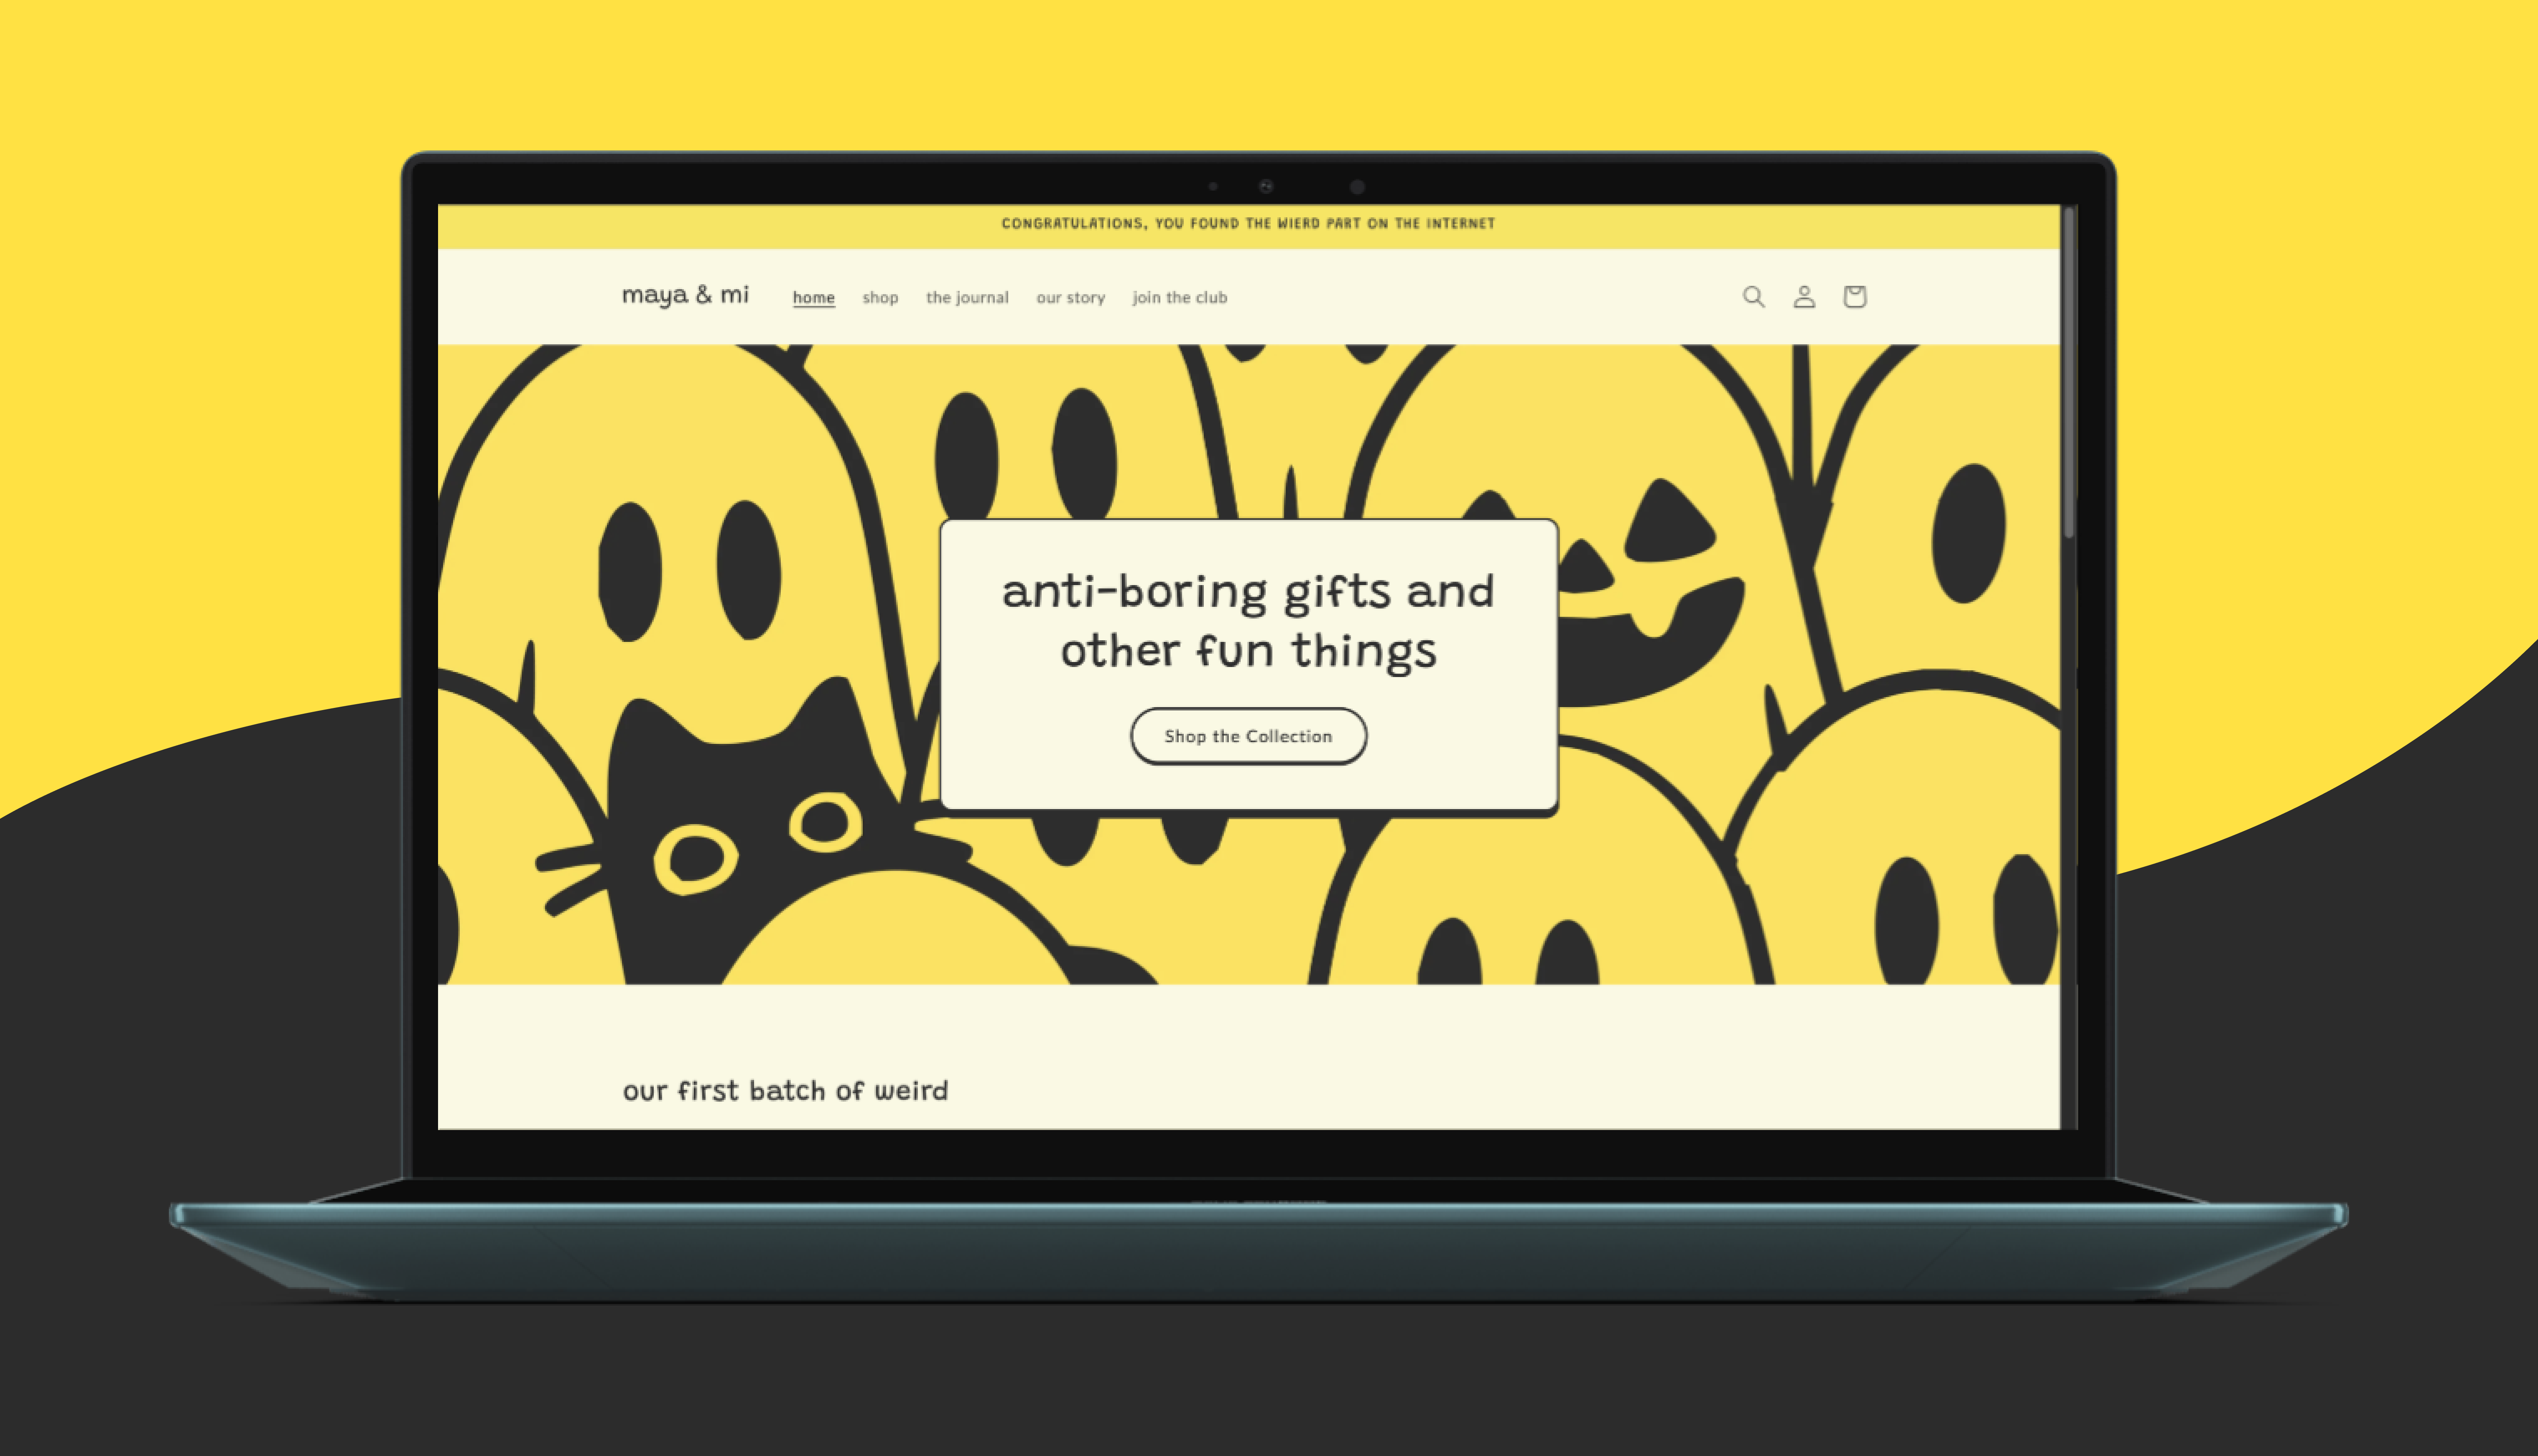 CONGRATULATIONS, YOU FOUND THE WIERD PART ON THE INTERNET
maya & mi home shop the journal our story join the club
anti-boring gifts and
other fun things
Shop the Collection
our first batch of weird